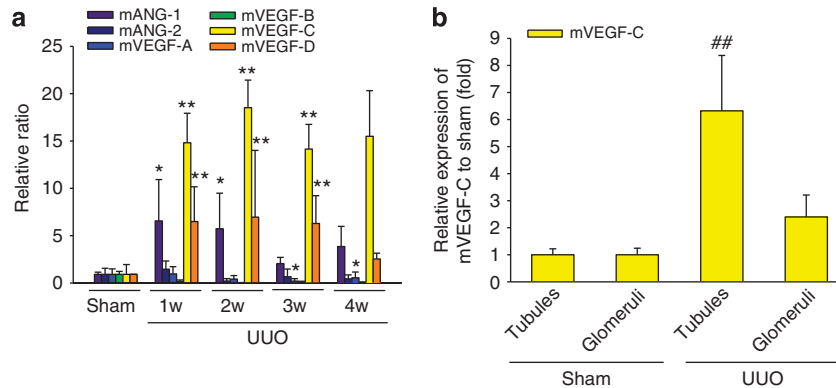 a
mANG-1
mANG-2
mVEGF-A
mVEGF-B
mVEGF-C
mVEGF-D
Relative ratio
25
20
15
10
5
0
*
**
**
*
**
**
*
**
**
*
Sham
1w
2w
3w
4w
UUO
b
mVEGF-C
Relative expression of
mVEGF-C to sham (fold)
9
8
7
6
5
4
3
2
1
0
##
Tubules
Glomeruli
Tubules
Glomeruli
Sham
UUO